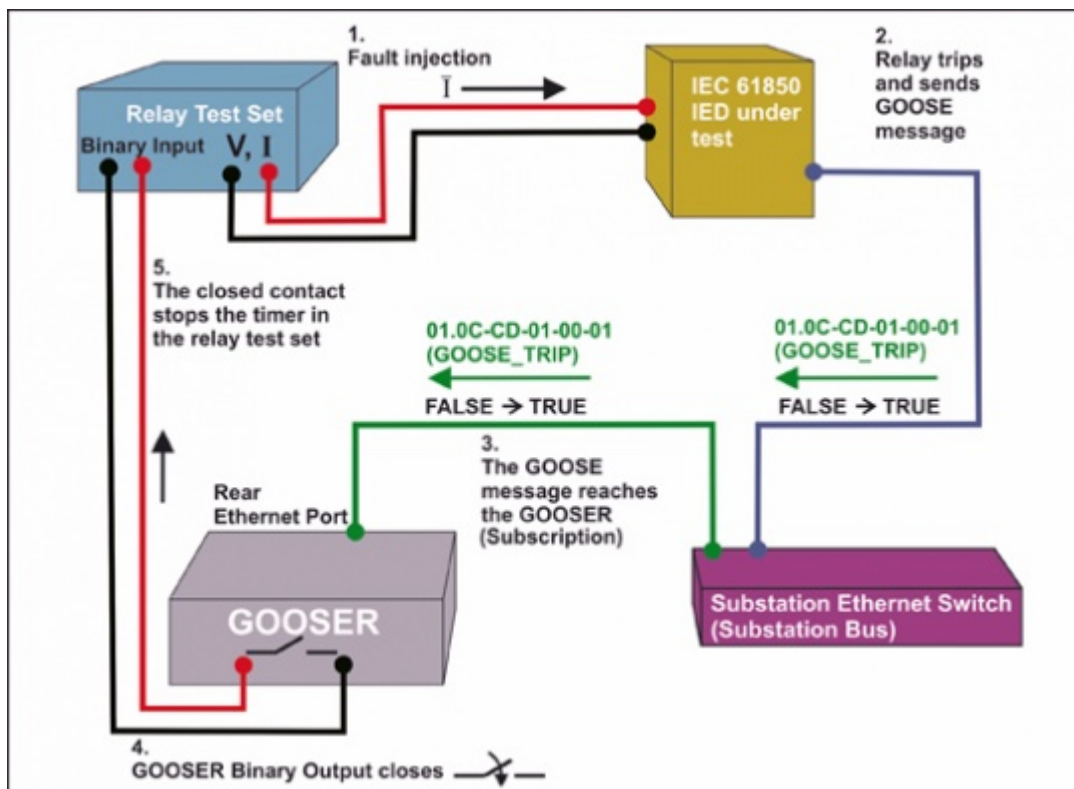 1.
Fault injection
I
2.
Relay trips
and sends
GOOSE
message
IEC 61850
IED under
test
Relay Test Set
Binary Input
V, I
5.
The closed contact
stops the timer in
the relay test set
01.0C-CD-01-00-01
(GOOSE_TRIP)
FALSE → TRUE
01.0C-CD-01-00-01
(GOOSE_TRIP)
FALSE → TRUE
3.
The GOOSE
message reaches
the GOOSER
(Subscription)
Rear
Ethernet Port
GOOSER
Substation Ethernet Switch
(Substation Bus)
4.
GOOSER Binary Output closes